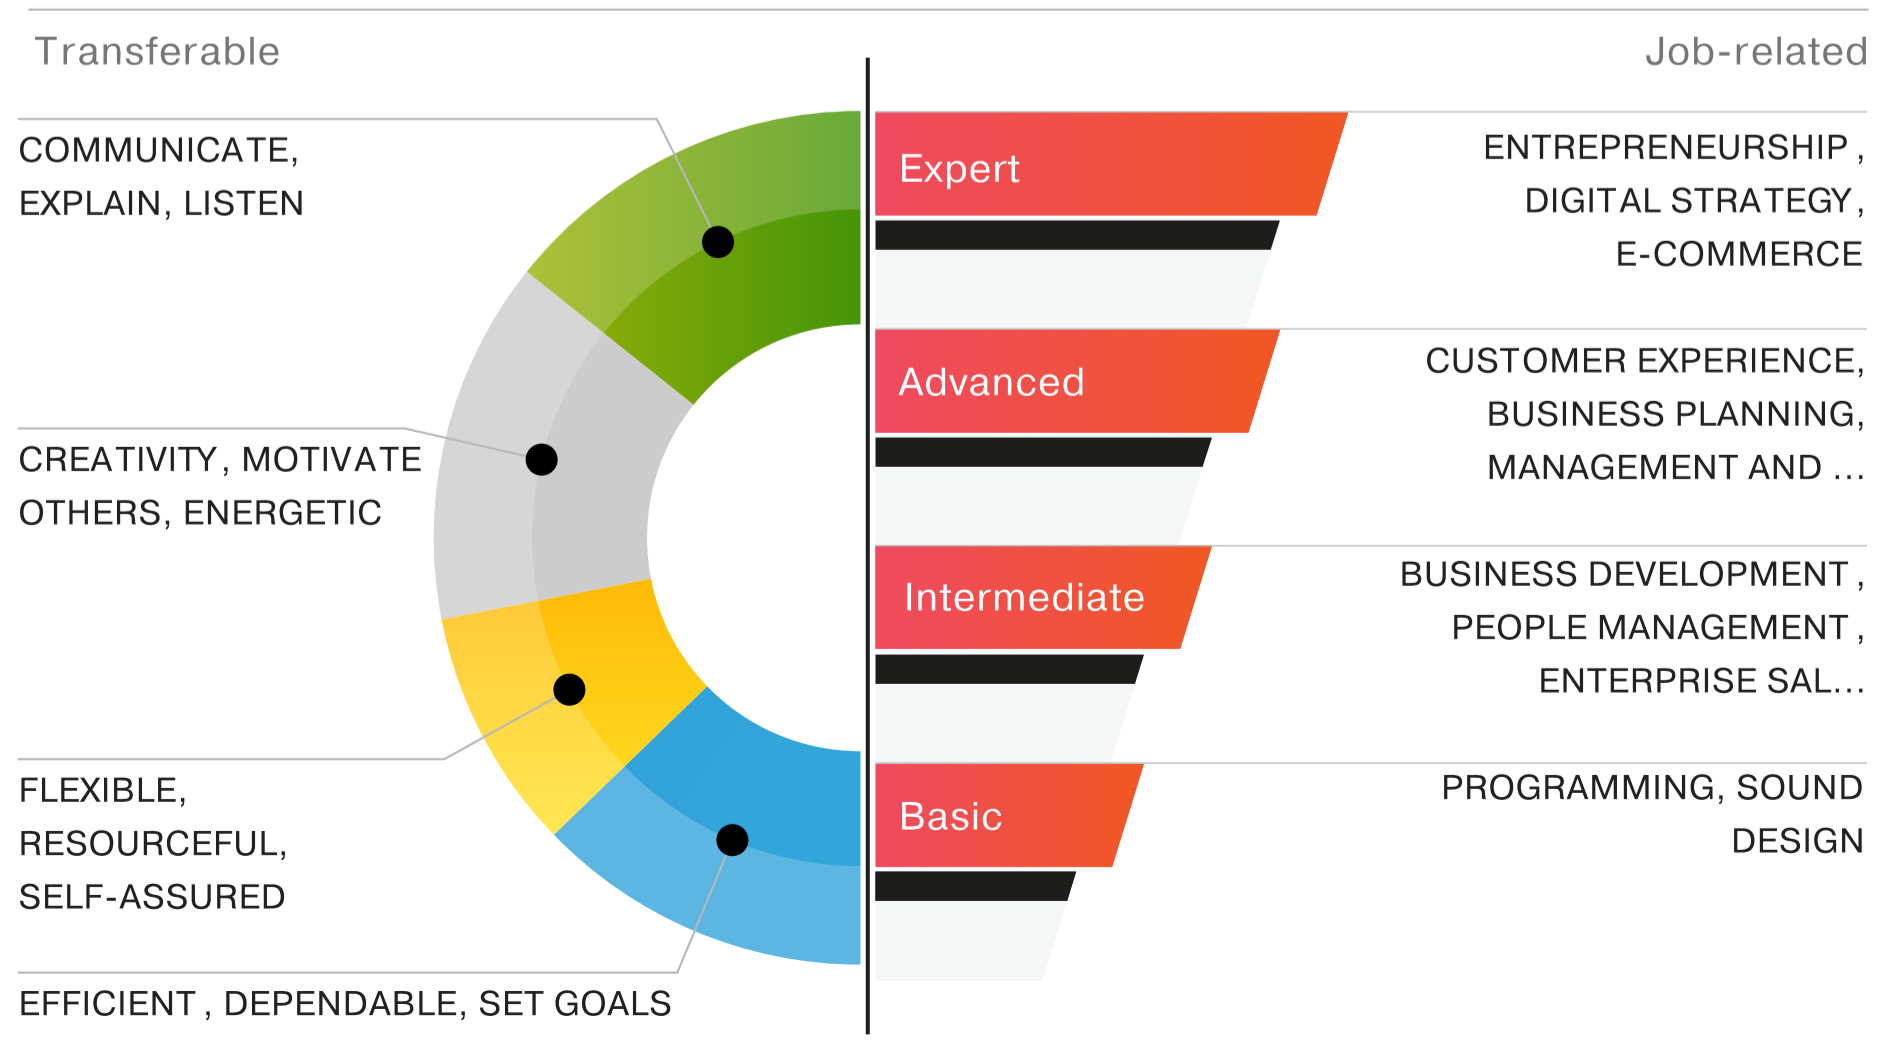 Transferable
Job-related
COMMUNICATE,
EXPLAIN, LISTEN
CREATIVITY, MOTIVATE
OTHERS, ENERGETIC
FLEXIBLE,
RESOURCEFUL,
SELF-ASSURED
EFFICIENT, DEPENDABLE, SET GOALS
Expert
ENTREPRENEURSHIP,
DIGITAL STRATEGY,
E-COMMERCE
Advanced
CUSTOMER EXPERIENCE,
BUSINESS PLANNING,
MANAGEMENT AND ...
Intermediate
BUSINESS DEVELOPMENT,
PEOPLE MANAGEMENT,
ENTERPRISE SAL...
Basic
PROGRAMMING, SOUND
DESIGN